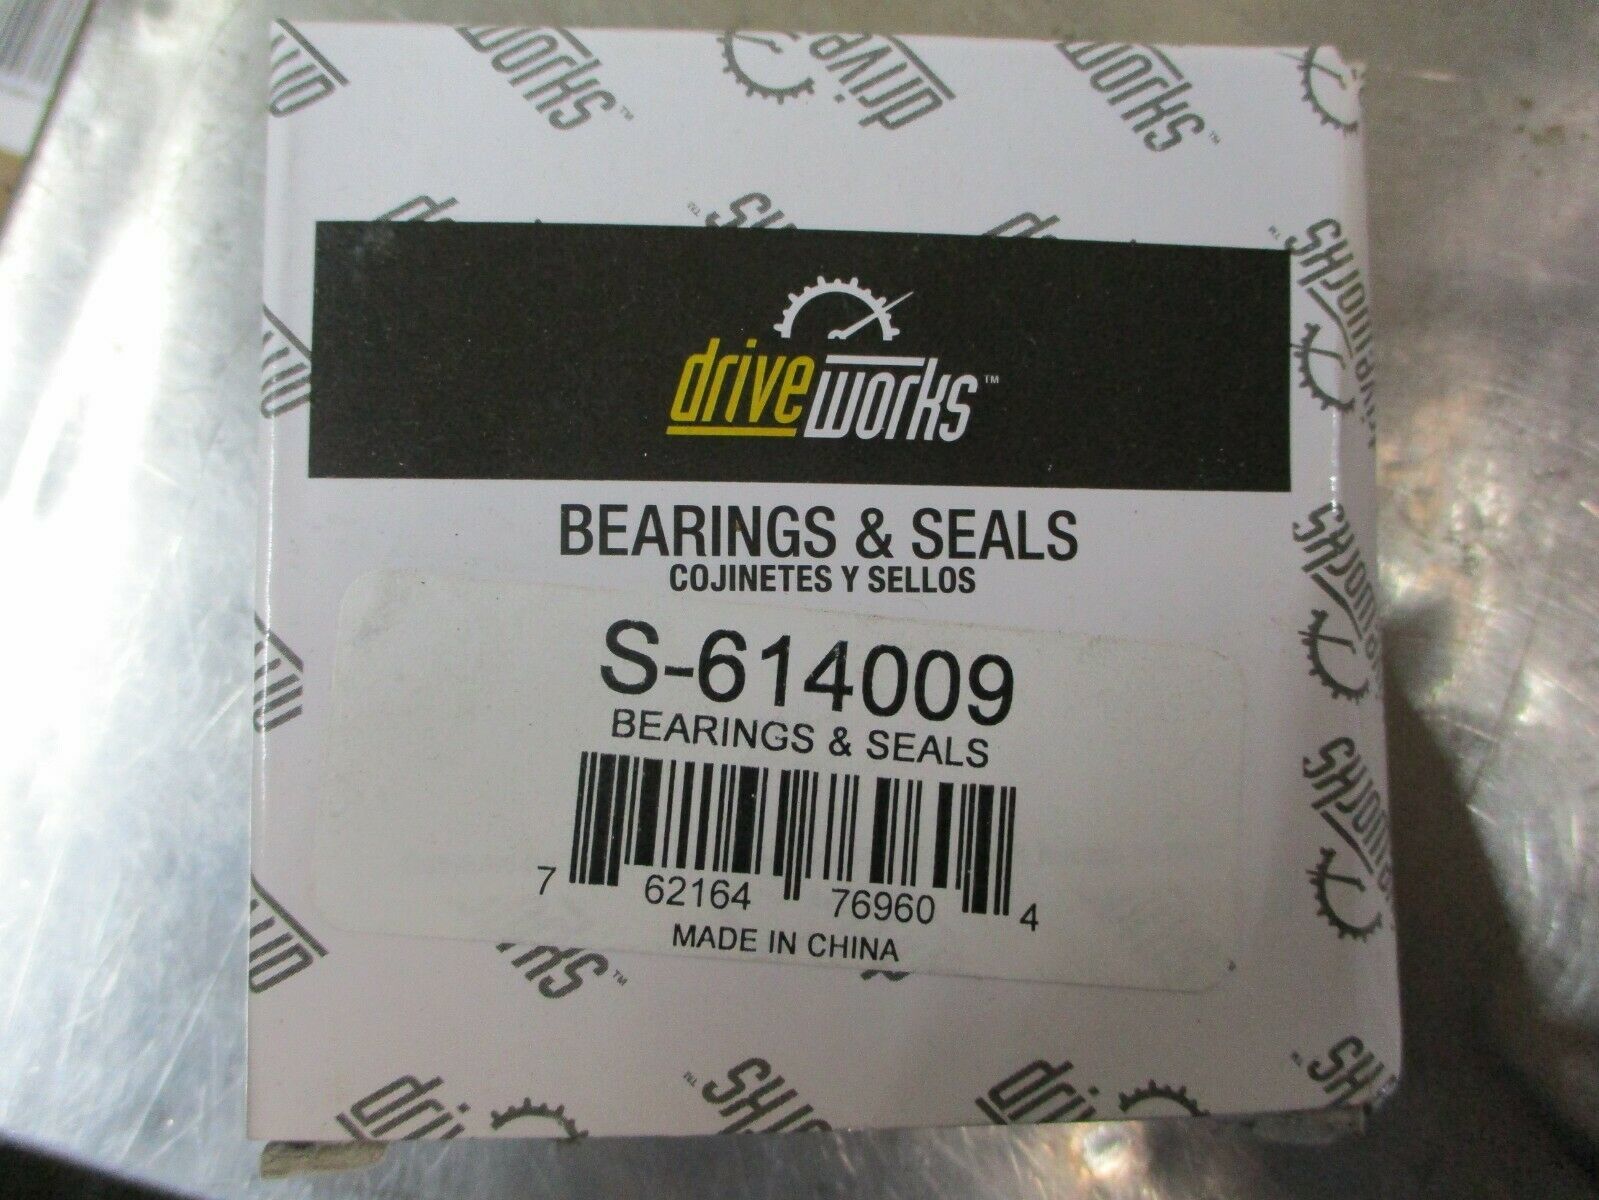 driveworks™
BEARINGS & SEALS
COJINETES Y SELLOS
S-614009
BEARINGS & SEALS
7 62164 76960 4
MADE IN CHINA